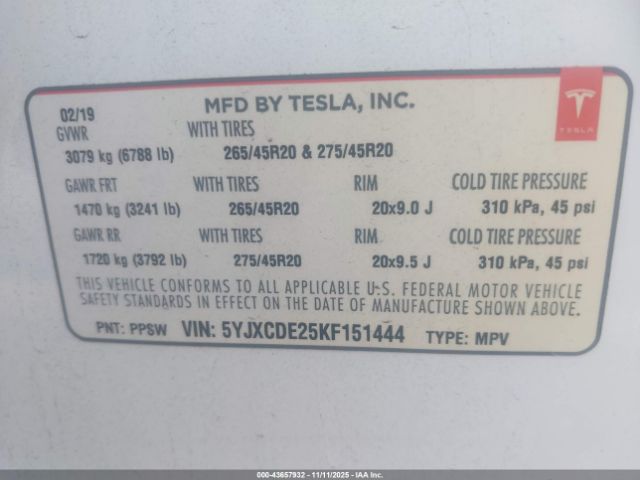 MFD BY TESLA, INC.
TESLA
02/19
GVWR WITH TIRES
3079 kg (6788 lb) 265/45R20 & 275/45R20
GAWR FRT WITH TIRES RIM COLD TIRE PRESSURE
1470 kg (3241 lb) 265/45R20 20x9.0 J 310 kPa, 45 psi
GAWR RR WITH TIRES RIM COLD TIRE PRESSURE
1720 kg (3792 lb) 275/45R20 20x9.5 J 310 kPa, 45 psi
THIS VEHICLE CONFORMS TO ALL APPLICABLE U.S. FEDERAL MOTOR VEHICLE
SAFETY STANDARDS IN EFFECT ON THE DATE OF MANUFACTURE SHOWN ABOVE.
PNT: PPSW VIN: 5YJXCDE25KF151444 TYPE: MPV
000-43657932 - 11/11/2025 - IAA Inc.